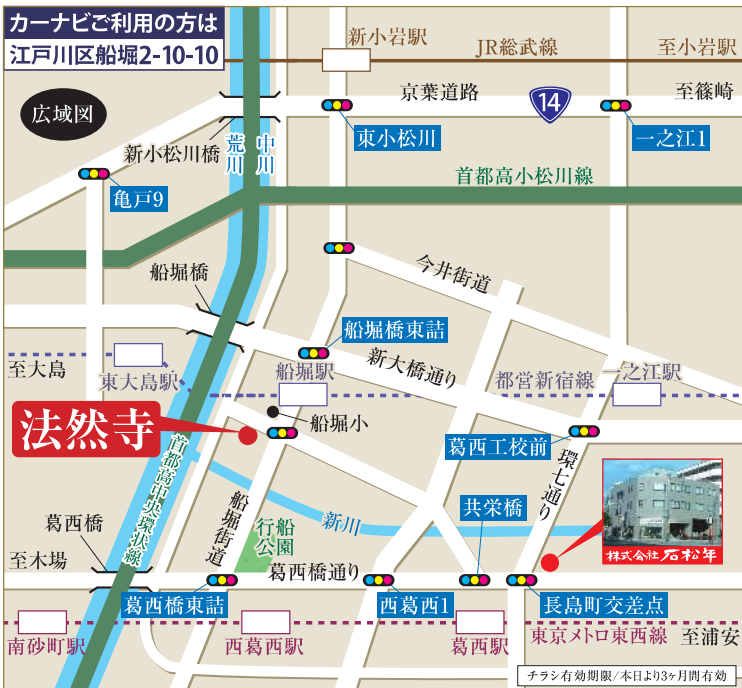 カーナビご利用の方は
江戸川区船堀2-10-10
新小岩駅
JR総武線
至小岩駅
広域図
京葉道路
14
至篠崎
新小松川橋
荒川
中川
東小松川
一之江1
亀戸9
首都高小松川線
船堀橋
今井街道
船堀橋東詰
新大橋通り
至大島
東大島駅
船堀駅
都営新宿線
一之江駅
法然寺
船堀小
葛西工校前
首都高中央環状線
環七通り
葛西橋
船堀街道
行船公園
新川
共栄橋
株式会社 石松年
至木場
葛西橋通り
葛西橋東詰
西葛西1
長島町交差点
南砂町駅
西葛西駅
葛西駅
東京メトロ東西線
至浦安
チラシ有効期限/本日より3ヶ月間有効